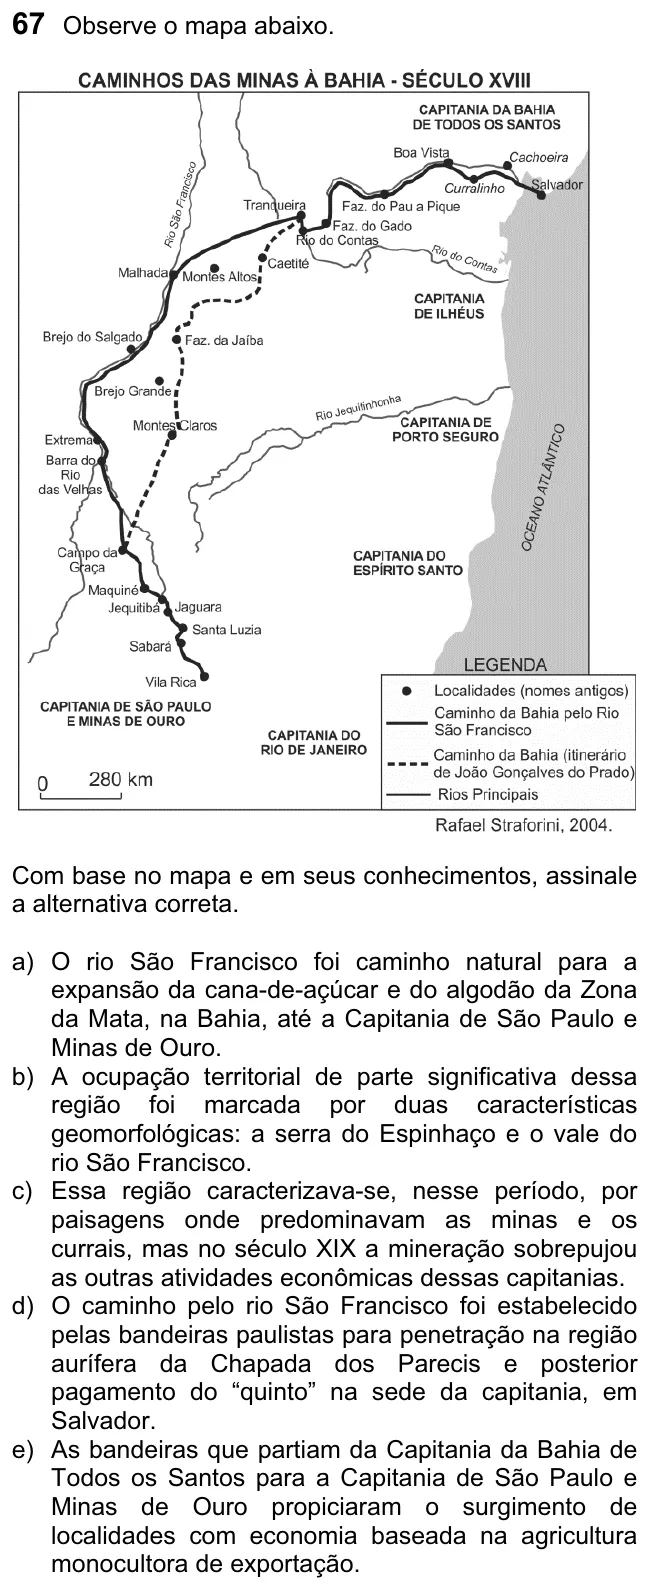 67 Observe o mapa abaixo.
CAMINHOS DAS MINAS À BAHIA - SÉCULO XVIII
CAPITANIA DA BAHIA
DE TODOS OS SANTOS
Boa Vista
Cachoeira
Curralinho
Salvador
Rio São Francisco
Tranqueira
Faz. do Pau a Pique
Faz. do Gado
Rio do Contas
Rio do Contas
Caetité
Malhada
Montes Altos
CAPITANIA
DE ILHÉUS
Brejo do Salgado
Faz. da Jaíba
Brejo Grande
Rio Jequitinhonha
Montes Claros
CAPITANIA DE
PORTO SEGURO
Extrema
Barra do
Rio
das Velhas
OCEANO ATLÂNTICO
Campo da
Graça
CAPITANIA DO
ESPÍRITO SANTO
Maquiné
Jequitibá
Jaguara
Santa Luzia
Sabará
Vila Rica
CAPITANIA DE SÃO PAULO
E MINAS DE OURO
CAPITANIA DO
RIO DE JANEIRO
0 280 km
LEGENDA
Localidades (nomes antigos)
Caminho da Bahia pelo Rio
São Francisco
Caminho da Bahia (itinerário
de João Gonçalves do Prado)
Rios Principais
Rafael Straforini, 2004.
Com base no mapa e em seus conhecimentos, assinale
a alternativa correta.
a) O rio São Francisco foi caminho natural para a
expansão da cana-de-açúcar e do algodão da Zona
da Mata, na Bahia, até a Capitania de São Paulo e
Minas de Ouro.
b) A ocupação territorial de parte significativa dessa
região foi marcada por duas características
geomorfológicas: a serra do Espinhaço e o vale do
rio São Francisco.
c) Essa região caracterizava-se, nesse período, por
paisagens onde predominavam as minas e os
currais, mas no século XIX a mineração sobrepujou
as outras atividades econômicas dessas capitanias.
d) O caminho pelo rio São Francisco foi estabelecido
pelas bandeiras paulistas para penetração na região
aurífera da Chapada dos Parecis e posterior
pagamento do “quinto” na sede da capitania, em
Salvador.
e) As bandeiras que partiam da Capitania da Bahia de
Todos os Santos para a Capitania de São Paulo e
Minas de Ouro propiciaram o surgimento de
localidades com economia baseada na agricultura
monocultora de exportação.